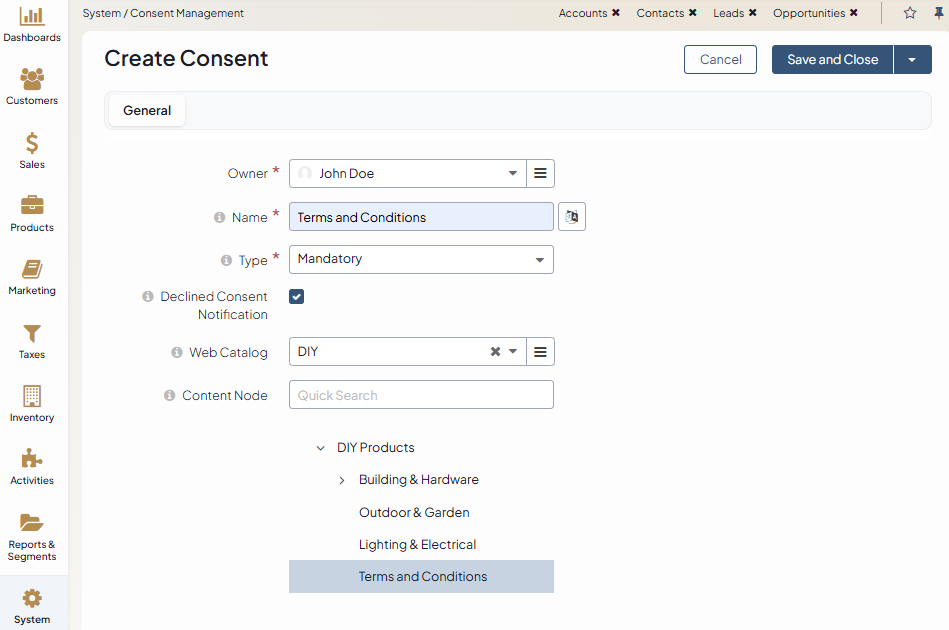 System / Consent Management
Accounts ✖ Contacts ✖ Leads ✖ Opportunities ✖
Dashboards
Customers
Sales
Products
Marketing
Taxes
Inventory
Activities
Reports &
Segments
System
Create Consent
Cancel
Save and Close
General
Owner *
John Doe
Name *
Terms and Conditions
Type *
Mandatory
Declined Consent
Notification
Web Catalog
DIY
Content Node
Quick Search
DIY Products
Building & Hardware
Outdoor & Garden
Lighting & Electrical
Terms and Conditions